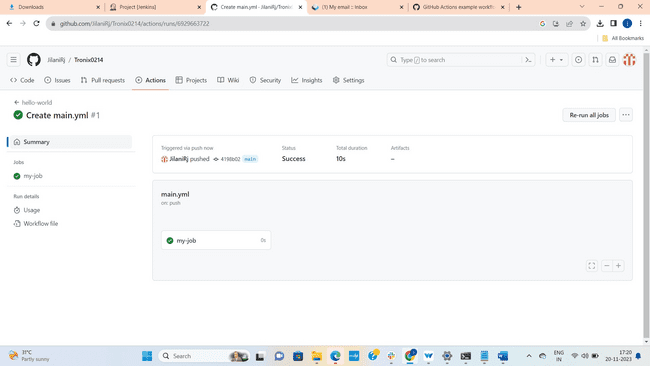 Downloads
Project [Jenkins]
Create main.yml · JilaniRj/Tronix
(3) My email :: Inbox
GitHub Actions example workfl
github.com/JilaniRj/Tronix0214/actions/runs/6929663722
All Bookmarks
JilaniRj / Tronix0214
Type / to search
Code
Issues
Pull requests
Actions
Projects
Wiki
Security
Insights
Settings
hello-world
Create main.yml #1
Re-run all jobs
Summary
Jobs
my-job
Run details
Usage
Workflow file
Triggered via push now
JilaniRj pushed 4198b02 main
Status
Success
Total duration
10s
Artifacts
–
main.yml
on: push
my-job
31°C
Partly sunny
Search
ENG
IN
17:20
20-11-2023